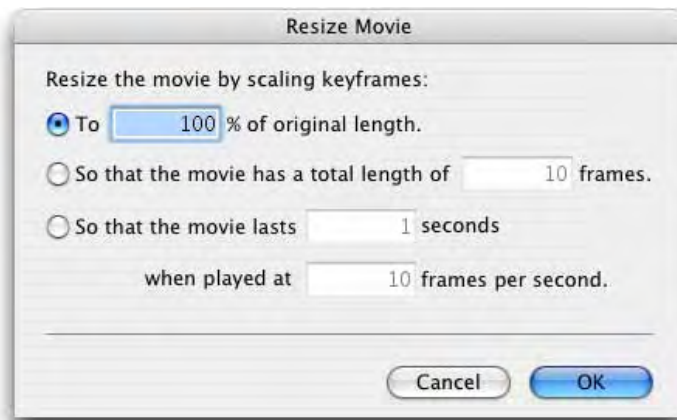 Resize Movie
Resize the movie by scaling keyframes:
To 100 % of original length.
So that the movie has a total length of 10 frames.
So that the movie lasts 1 seconds
when played at 10 frames per second.
Cancel OK